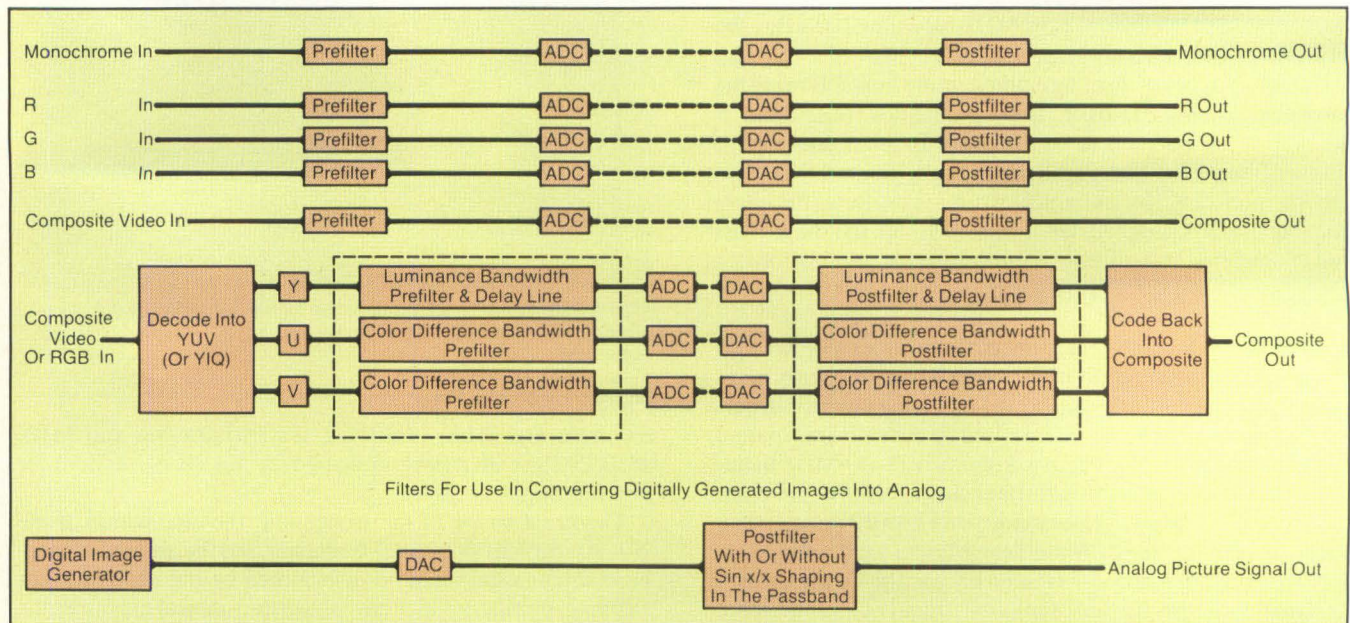 Monochrome In Prefilter ADC DAC Postfilter Monochrome Out
R In Prefilter ADC DAC Postfilter R Out
G In Prefilter ADC DAC Postfilter G Out
B In Prefilter ADC DAC Postfilter B Out
Composite Video In Prefilter ADC DAC Postfilter Composite Out
Composite
Video
Or RGB In
Decode Into
YUV
(Or YIQ)
Y
Luminance Bandwidth
Prefilter & Delay Line
ADC DAC
Luminance Bandwidth
Postfilter & Delay Line
U
Color Difference Bandwidth
Prefilter
ADC DAC
Color Difference Bandwidth
Postfilter
V
Color Difference Bandwidth
Prefilter
ADC DAC
Color Difference Bandwidth
Postfilter
Code Back
Into
Composite
Composite
Out
Filters For Use In Converting Digitally Generated Images Into Analog
Digital Image
Generator
DAC
Postfilter
With Or Without
Sin x/x Shaping
In The Passband
Analog Picture Signal Out